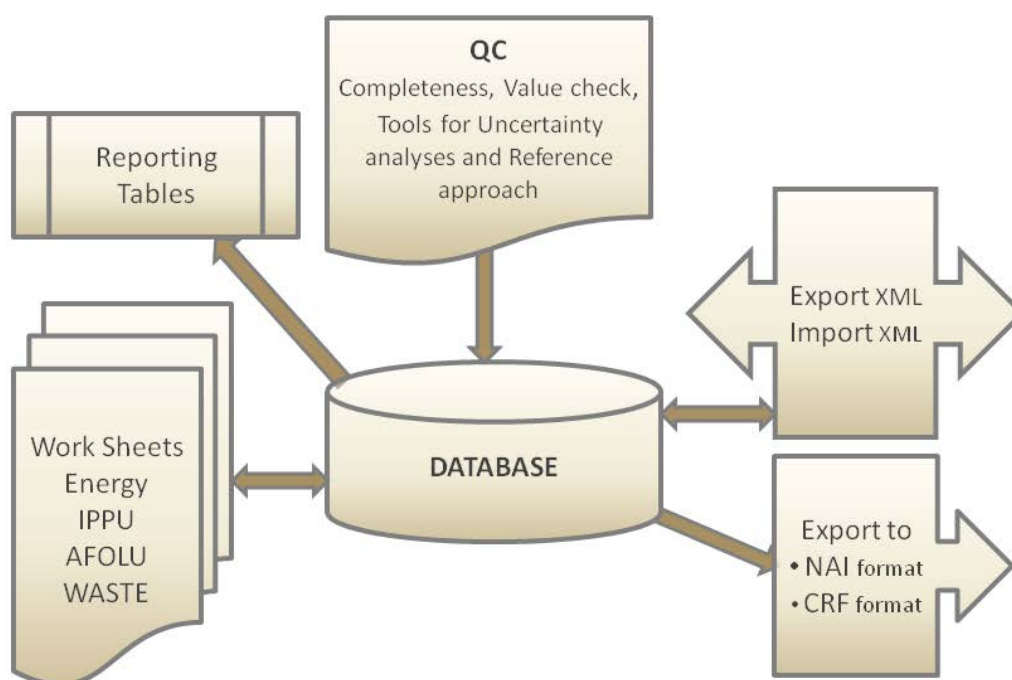 QC
Completeness, Value check,
Tools for Uncertainty
analyses and Reference
approach
Reporting
Tables
Export XML
Import XML
Work Sheets
Energy
IPPU
AFOLU
WASTE
DATABASE
Export to
• NAI format
• CRF format